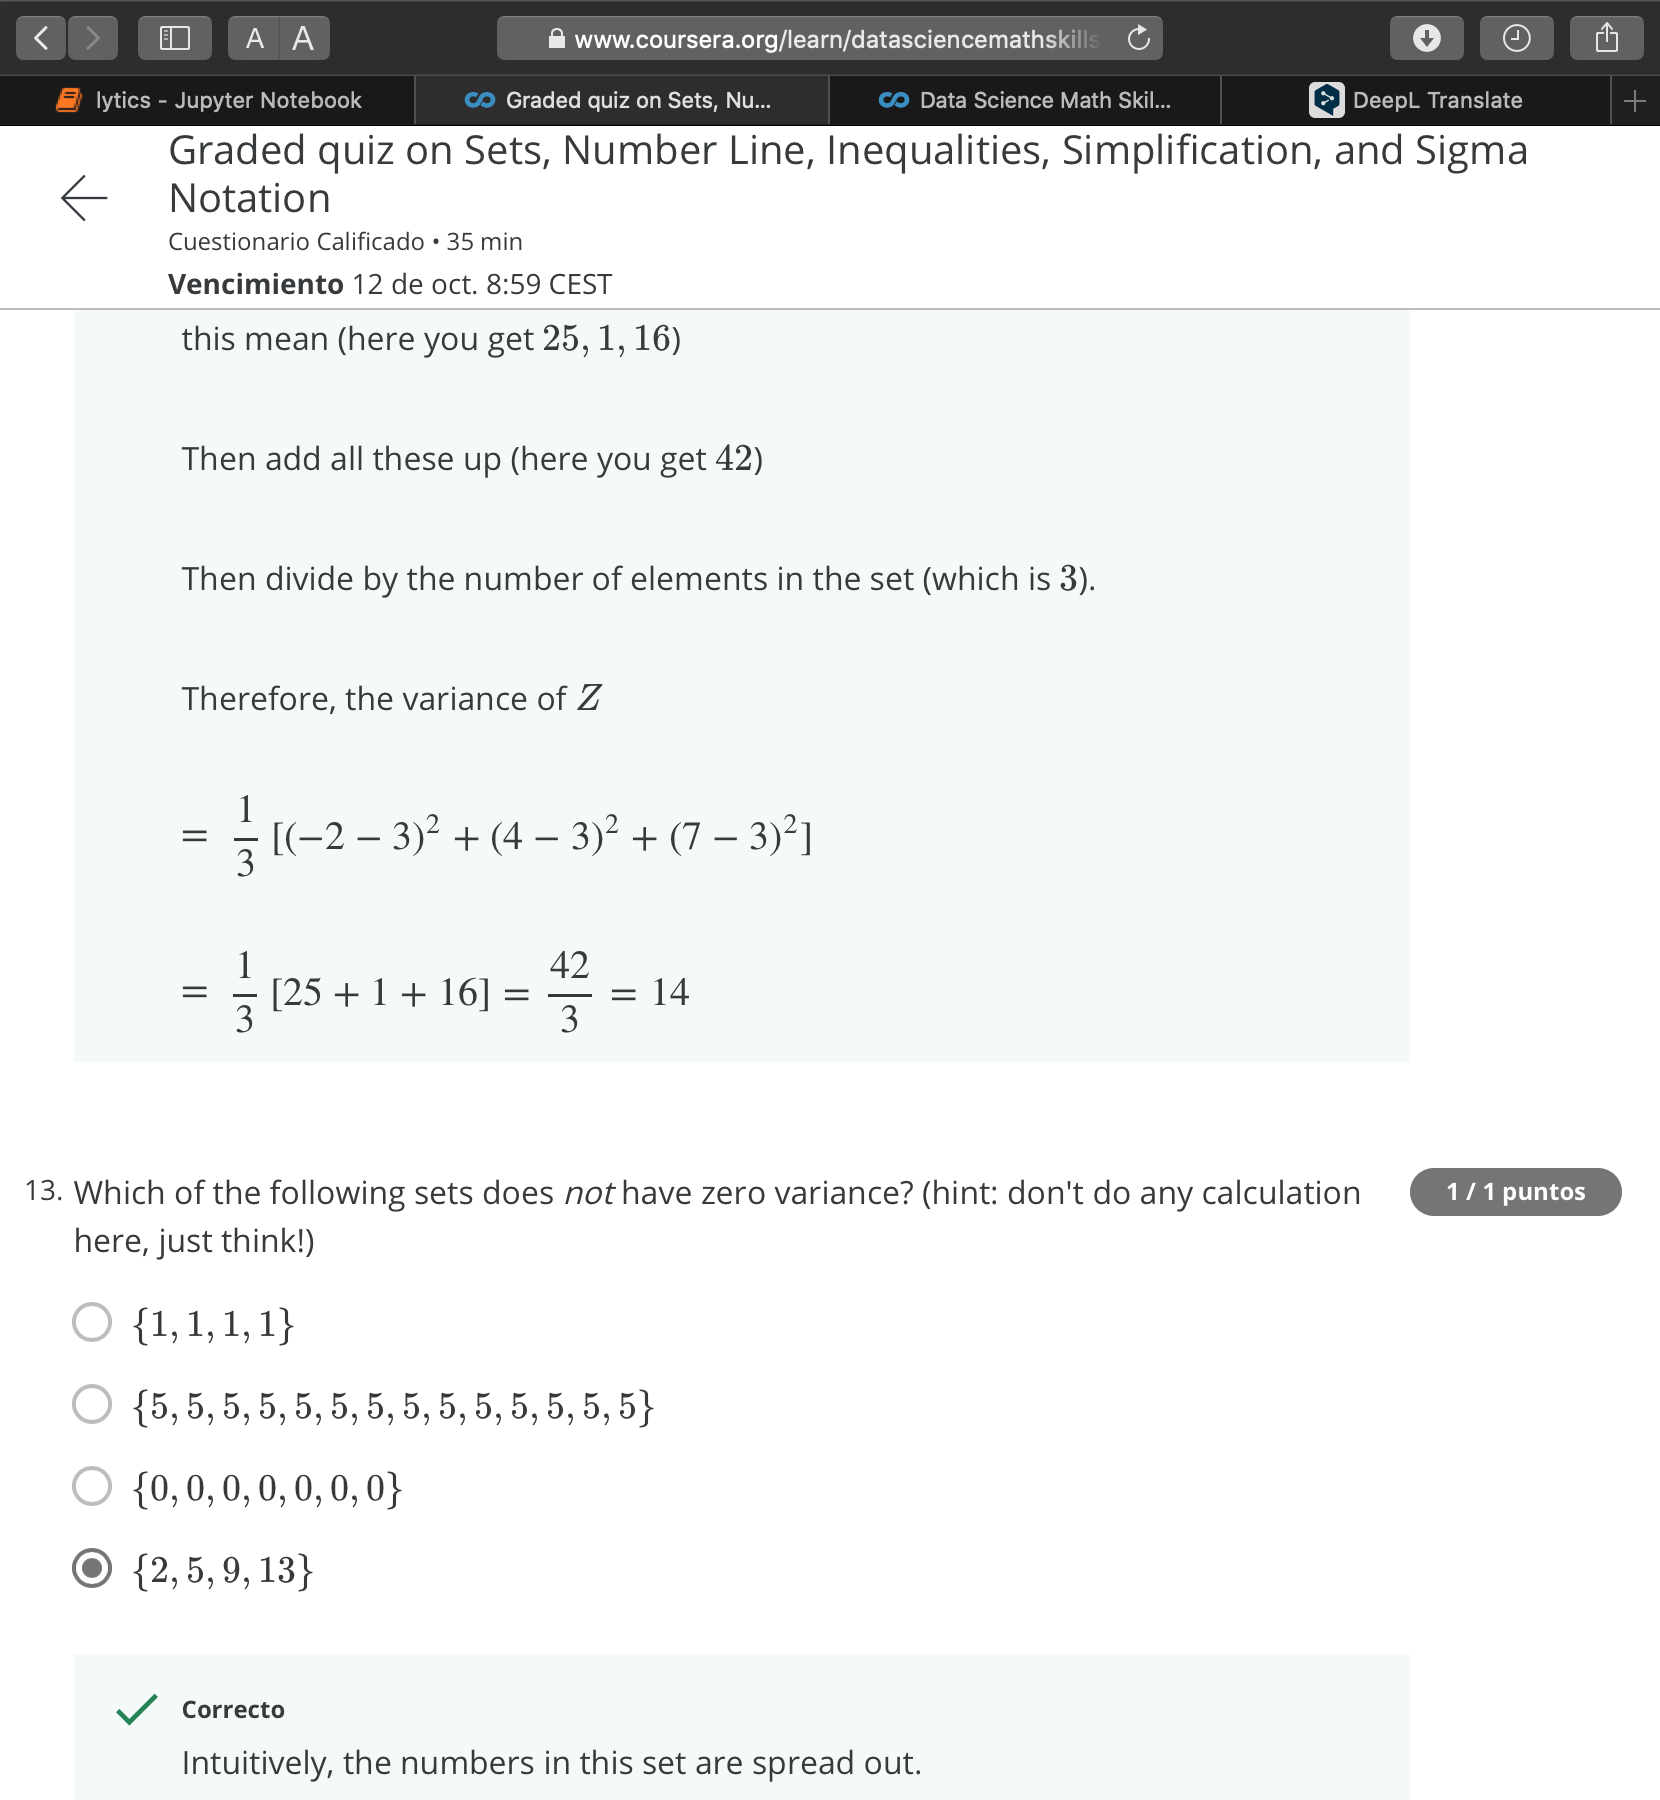 A A
www.coursera.org/learn/datasciencemathskills
lytics - Jupyter Notebook
Graded quiz on Sets, Nu...
Data Science Math Skil...
DeepL Translate
Graded quiz on Sets, Number Line, Inequalities, Simplification, and Sigma
Notation
Cuestionario Calificado • 35 min
Vencimiento 12 de oct. 8:59 CEST
this mean (here you get 25, 1, 16)
Then add all these up (here you get 42)
Then divide by the number of elements in the set (which is 3).
Therefore, the variance of Z
= 1/3 [(−2 − 3)² + (4 − 3)² + (7 − 3)²]
= 1/3 [25 + 1 + 16] = 42/3 = 14
13. Which of the following sets does not have zero variance? (hint: don't do any calculation
here, just think!)
1 / 1 puntos
{1, 1, 1, 1}
{5, 5, 5, 5, 5, 5, 5, 5, 5, 5, 5, 5, 5, 5}
{0, 0, 0, 0, 0, 0, 0}
{2, 5, 9, 13}
Correcto
Intuitively, the numbers in this set are spread out.